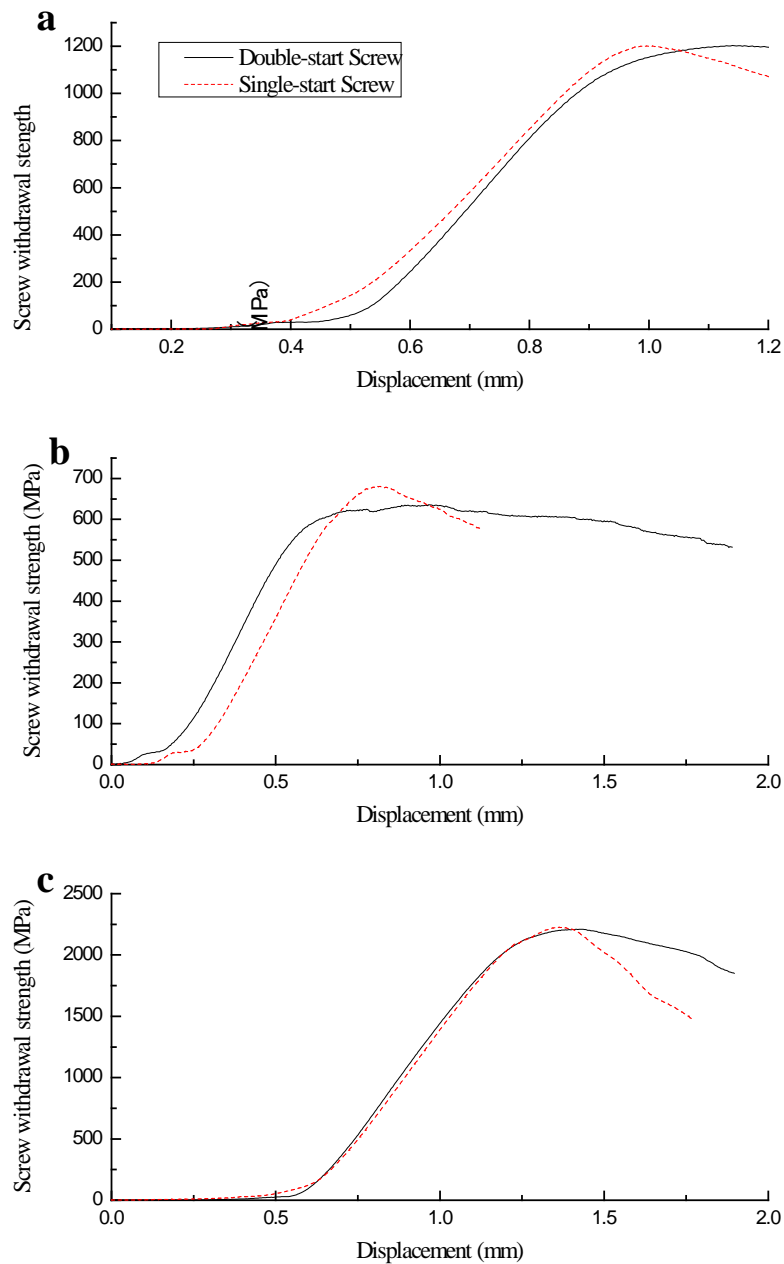 a
1200
1000
800
600
400
200
0
Screw withdrawal stength
(MPa)
Double-start Screw
Single-start Screw
0.2 0.4 0.6 0.8 1.0 1.2
Displacement (mm)
b
700
600
500
400
300
200
100
0
Screw withdrawal strength (MPa)
0.0 0.5 1.0 1.5 2.0
Displacement (mm)
c
2500
2000
1500
1000
500
0
Screw withdrawal strength (MPa)
0.0 0.5 1.0 1.5 2.0
Displacement (mm)